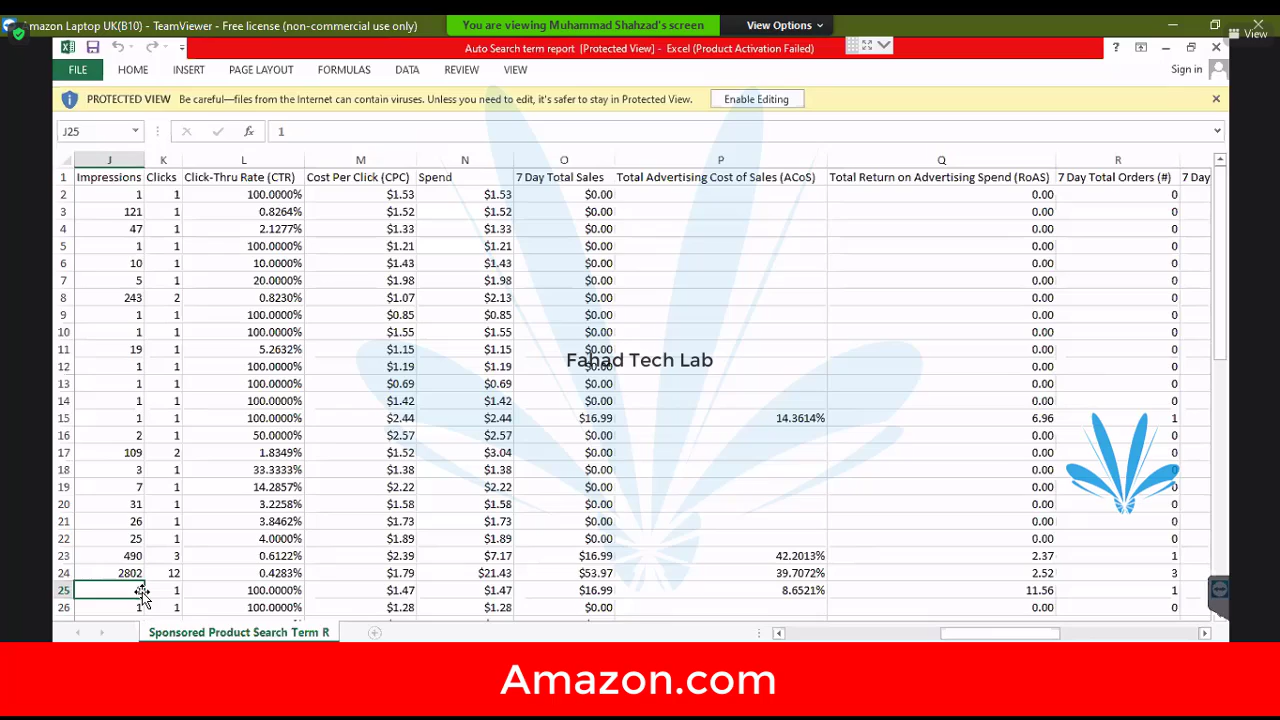 Amazon Laptop UK(B10) - TeamViewer - Free license (non-commercial use only)
You are viewing Muhammad Shahzad's screen
View Options
View
Auto Search term report [Protected View] - Excel (Product Activation Failed)
FILE HOME INSERT PAGE LAYOUT FORMULAS DATA REVIEW VIEW Sign in
PROTECTED VIEW Be careful—files from the Internet can contain viruses. Unless you need to edit, it's safer to stay in Protected View. Enable Editing
J25 fx 1
J K L M N O P Q R
1 Impressions Clicks Click-Thru Rate (CTR) Cost Per Click (CPC) Spend 7 Day Total Sales Total Advertising Cost of Sales (ACoS) Total Return on Advertising Spend (RoAS) 7 Day Total Orders (#) 7 Day
2 1 1 100.0000% $1.53 $1.53 $0.00 0.00 0
3 121 1 0.8264% $1.52 $1.52 $0.00 0.00 0
4 47 1 2.1277% $1.33 $1.33 $0.00 0.00 0
5 1 1 100.0000% $1.21 $1.21 $0.00 0.00 0
6 10 1 10.0000% $1.43 $1.43 $0.00 0.00 0
7 5 1 20.0000% $1.98 $1.98 $0.00 0.00 0
8 243 2 0.8230% $1.07 $2.13 $0.00 0.00 0
9 1 1 100.0000% $0.85 $0.85 $0.00 0.00 0
10 1 1 100.0000% $1.55 $1.55 $0.00 0.00 0
11 19 1 5.2632% $1.15 $1.15 $0.00 0.00 0
Fahad Tech Lab
12 1 1 100.0000% $1.19 $1.19 $0.00 0.00 0
13 1 1 100.0000% $0.69 $0.69 $0.00 0.00 0
14 1 1 100.0000% $1.42 $1.42 $0.00 0.00 0
15 1 1 100.0000% $2.44 $2.44 $16.99 14.3614% 6.96 1
16 2 1 50.0000% $2.57 $2.57 $0.00 0.00 0
17 109 2 1.8349% $1.52 $3.04 $0.00 0.00 0
18 3 1 33.3333% $1.38 $1.38 $0.00 0.00 0
19 7 1 14.2857% $2.22 $2.22 $0.00 0.00 0
20 31 1 3.2258% $1.58 $1.58 $0.00 0.00 0
21 26 1 3.8462% $1.73 $1.73 $0.00 0.00 0
22 25 1 4.0000% $1.89 $1.89 $0.00 0.00 0
23 490 3 0.6122% $2.39 $7.17 $16.99 42.2013% 2.37 1
24 2802 12 0.4283% $1.79 $21.43 $53.97 39.7072% 2.52 3
25 1 100.0000% $1.47 $1.47 $16.99 8.6521% 11.56 1
26 1 1 100.0000% $1.28 $1.28 $0.00 0.00 0
Sponsored Product Search Term R
Amazon.com